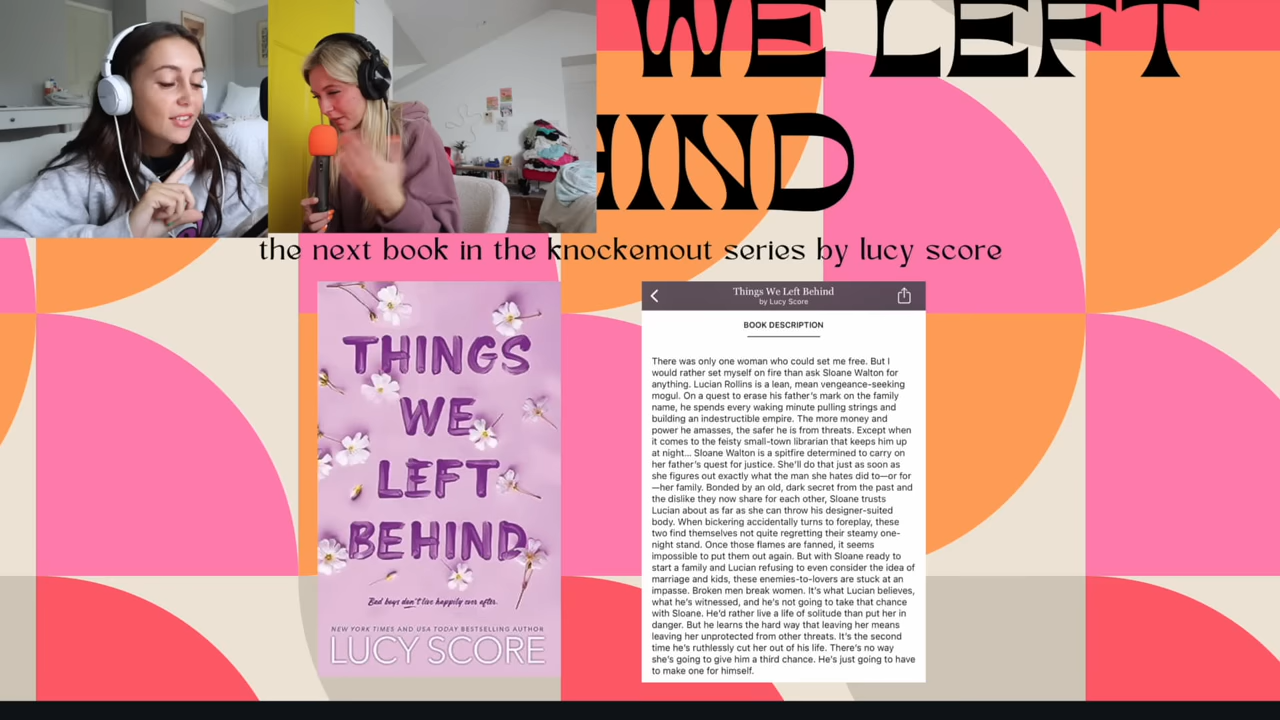 WE LEFT
IND
the next book in the knockemout series by lucy score
THINGS
WE
LEFT
BEHIND
Bad boys don't live happily ever after.
NEW YORK TIMES AND USA TODAY BESTSELLING AUTHOR
LUCY SCORE
Things We Left Behind
by Lucy Score
BOOK DESCRIPTION
There was only one woman who could set me free. But I
would rather set myself on fire than ask Sloane Walton for
anything. Lucian Rollins is a lean, mean vengeance-seeking
mogul. On a quest to erase his father's mark on the family
name, he spends every waking minute pulling strings and
building an indestructible empire. The more money and
power he amasses, the safer he is from threats. Except when
it comes to the feisty small-town librarian that keeps him up
at night... Sloane Walton is a spitfire determined to carry on
her father's quest for justice. She'll do that just as soon as
she figures out exactly what the man she hates did to—or for
—her family. Bonded by an old, dark secret from the past and
the dislike they now share for each other, Sloane trusts
Lucian about as far as she can throw his designer-suited
body. When bickering accidentally turns to foreplay, these
two find themselves not quite regretting their steamy one-
night stand. Once those flames are fanned, it seems
impossible to put them out again. But with Sloane ready to
start a family and Lucian refusing to even consider the idea of
marriage and kids, these enemies-to-lovers are stuck at an
impasse. Broken men break women. It's what Lucian believes,
what he's witnessed, and he's not going to take that chance
with Sloane. He'd rather live a life of solitude than put her in
danger. But he learns the hard way that leaving her means
leaving her unprotected from other threats. It's the second
time he's ruthlessly cut her out of his life. There's no way
she's going to give him a third chance. He's just going to have
to make one for himself.